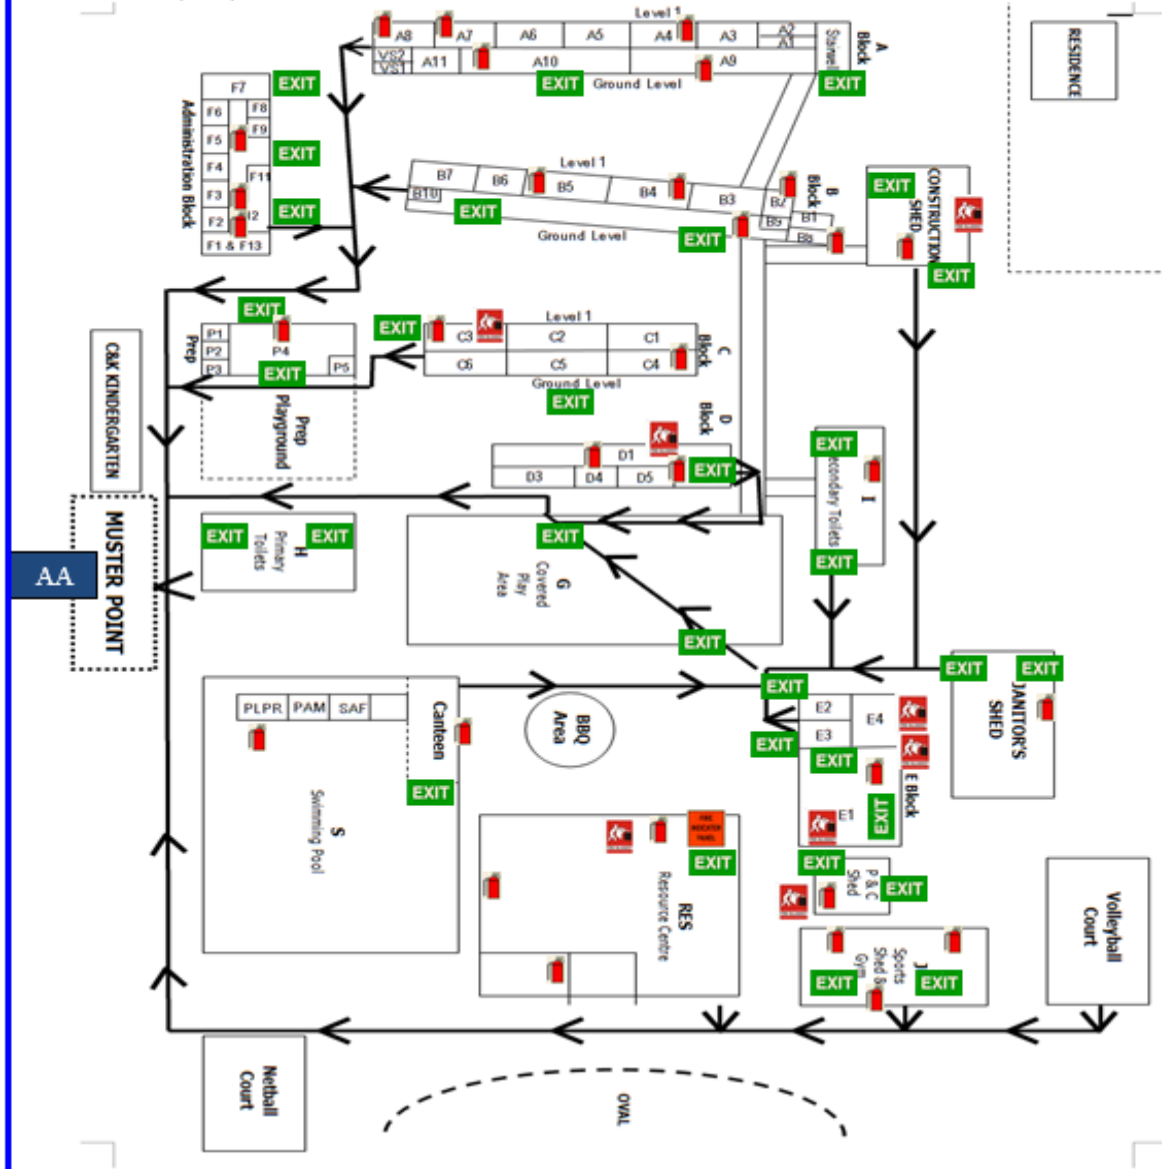 Level 1
A8
A7
A6
A5
A4
A3
A2
A1
Stairwell
A
Block
VS2
VS1
A11
A10
A9
Ground Level
EXIT
EXIT
RESIDENCE
F7
EXIT
F6
F8
F9
F5
EXIT
F4
F11
F3
F2
EXIT
F1 & F13
Administration Block
Level 1
B7
B6
B5
B4
B3
B2
B1
B10
B9
B8
B
Block
EXIT
Ground Level
EXIT
CONSTRUCTION
SHED
EXIT
EXIT
EXIT
P1
P2
P3
P4
P5
Prep
EXIT
Prep
Playground
EXIT
Level 1
C3
C2
C1
C6
C5
C4
C
Block
Ground Level
EXIT
C&K KINDERGARTEN
D
Block
D1
D3
D4
D5
EXIT
EXIT
I
EXIT
MUSTER POINT
AA
EXIT
EXIT
H
Primary
Toilets
EXIT
G
Covered
Play
Area
EXIT
EXIT
EXIT
JANITOR'S
SHED
PLPR
PAM
SAF
Canteen
EXIT
S
Swimming Pool
BBQ
Area
EXIT
E2
E4
E3
EXIT
EXIT
E Block
EXIT
E1
FIRE
INDICATOR
PANEL
EXIT
RES
Resource Centre
EXIT
P & C
Shed
EXIT
J
Sports
Shed &
Gym
EXIT
EXIT
Volleyball
Court
Netball
Court
OVAL